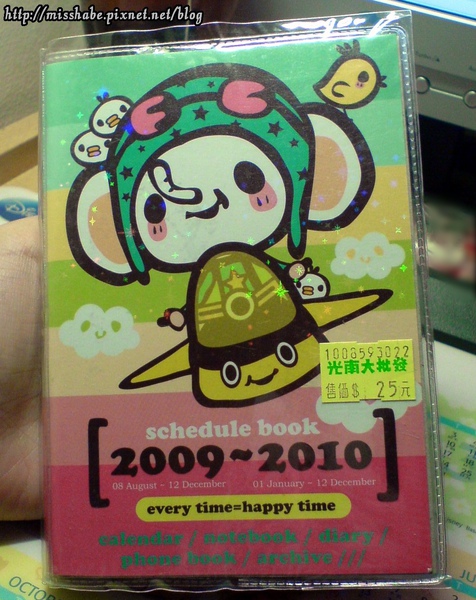 http://misshabe.pixnet.net/blog
1008593022
光南大批發
售價$: 25元
schedule book
[2009~2010]
08 August - 12 December 01 January - 12 December
every time=happy time
calendar / notebook / diary /
phone book / archive ///
OCTOB
JU